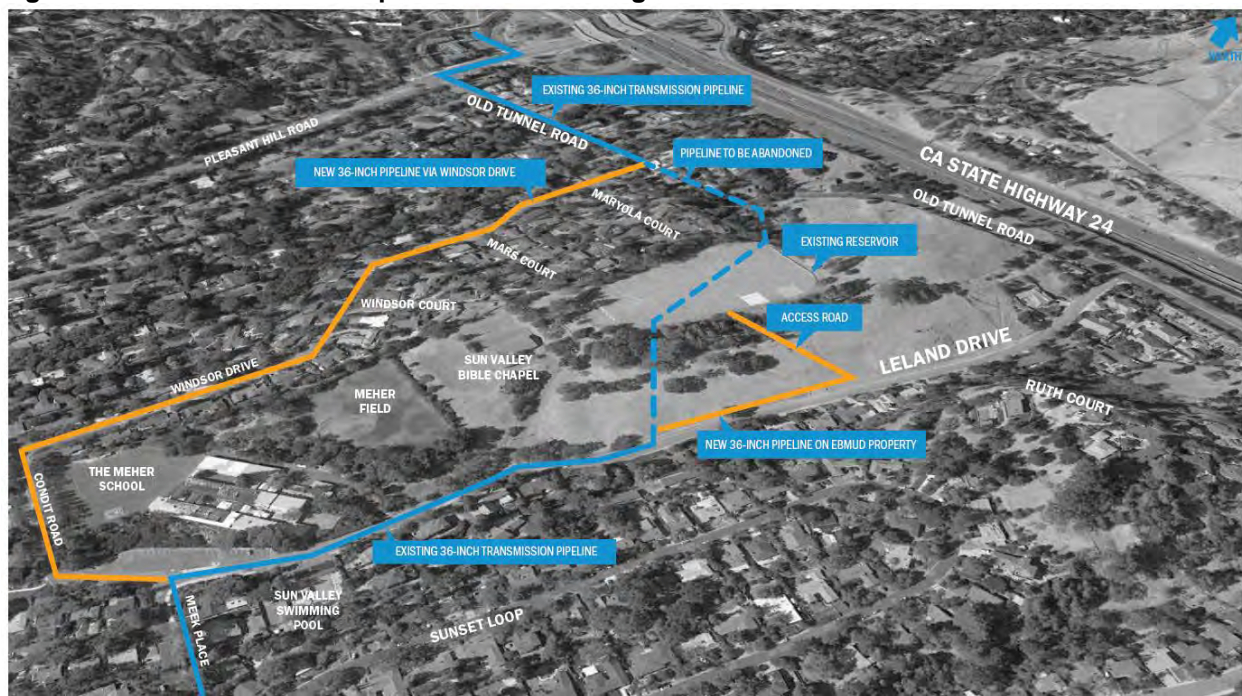 NORTH
EXISTING 36-INCH TRANSMISSION PIPELINE
OLD TUNNEL ROAD
PLEASANT HILL ROAD
PIPELINE TO BE ABANDONED
NEW 36-INCH PIPELINE VIA WINDSOR DRIVE
CA STATE HIGHWAY 24
MARYOLA COURT
OLD TUNNEL ROAD
MARS COURT
EXISTING RESERVOIR
WINDSOR COURT
ACCESS ROAD
SUN VALLEY
BIBLE CHAPEL
LELAND DRIVE
WINDSOR DRIVE
MEHER
FIELD
RUTH COURT
NEW 36-INCH PIPELINE ON EBMUD PROPERTY
THE MEHER
SCHOOL
CONDIT ROAD
EXISTING 36-INCH TRANSMISSION PIPELINE
SUN VALLEY
SWIMMING
POOL
MEEK PLACE
SUNSET LOOP